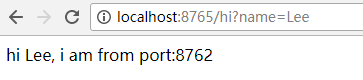 localhost:8765/hi?name=Lee
hi Lee, i am from port:8762